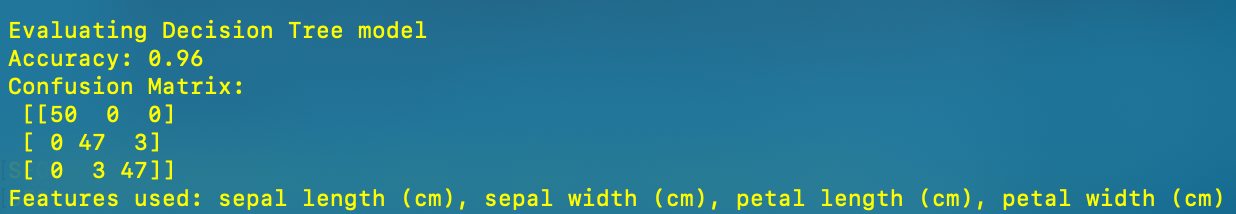 Evaluating Decision Tree model
Accuracy: 0.96
Confusion Matrix:
 [[50  0  0]
 [ 0 47  3]
 [ 0  3 47]]
Features used: sepal length (cm), sepal width (cm), petal length (cm), petal width (cm)